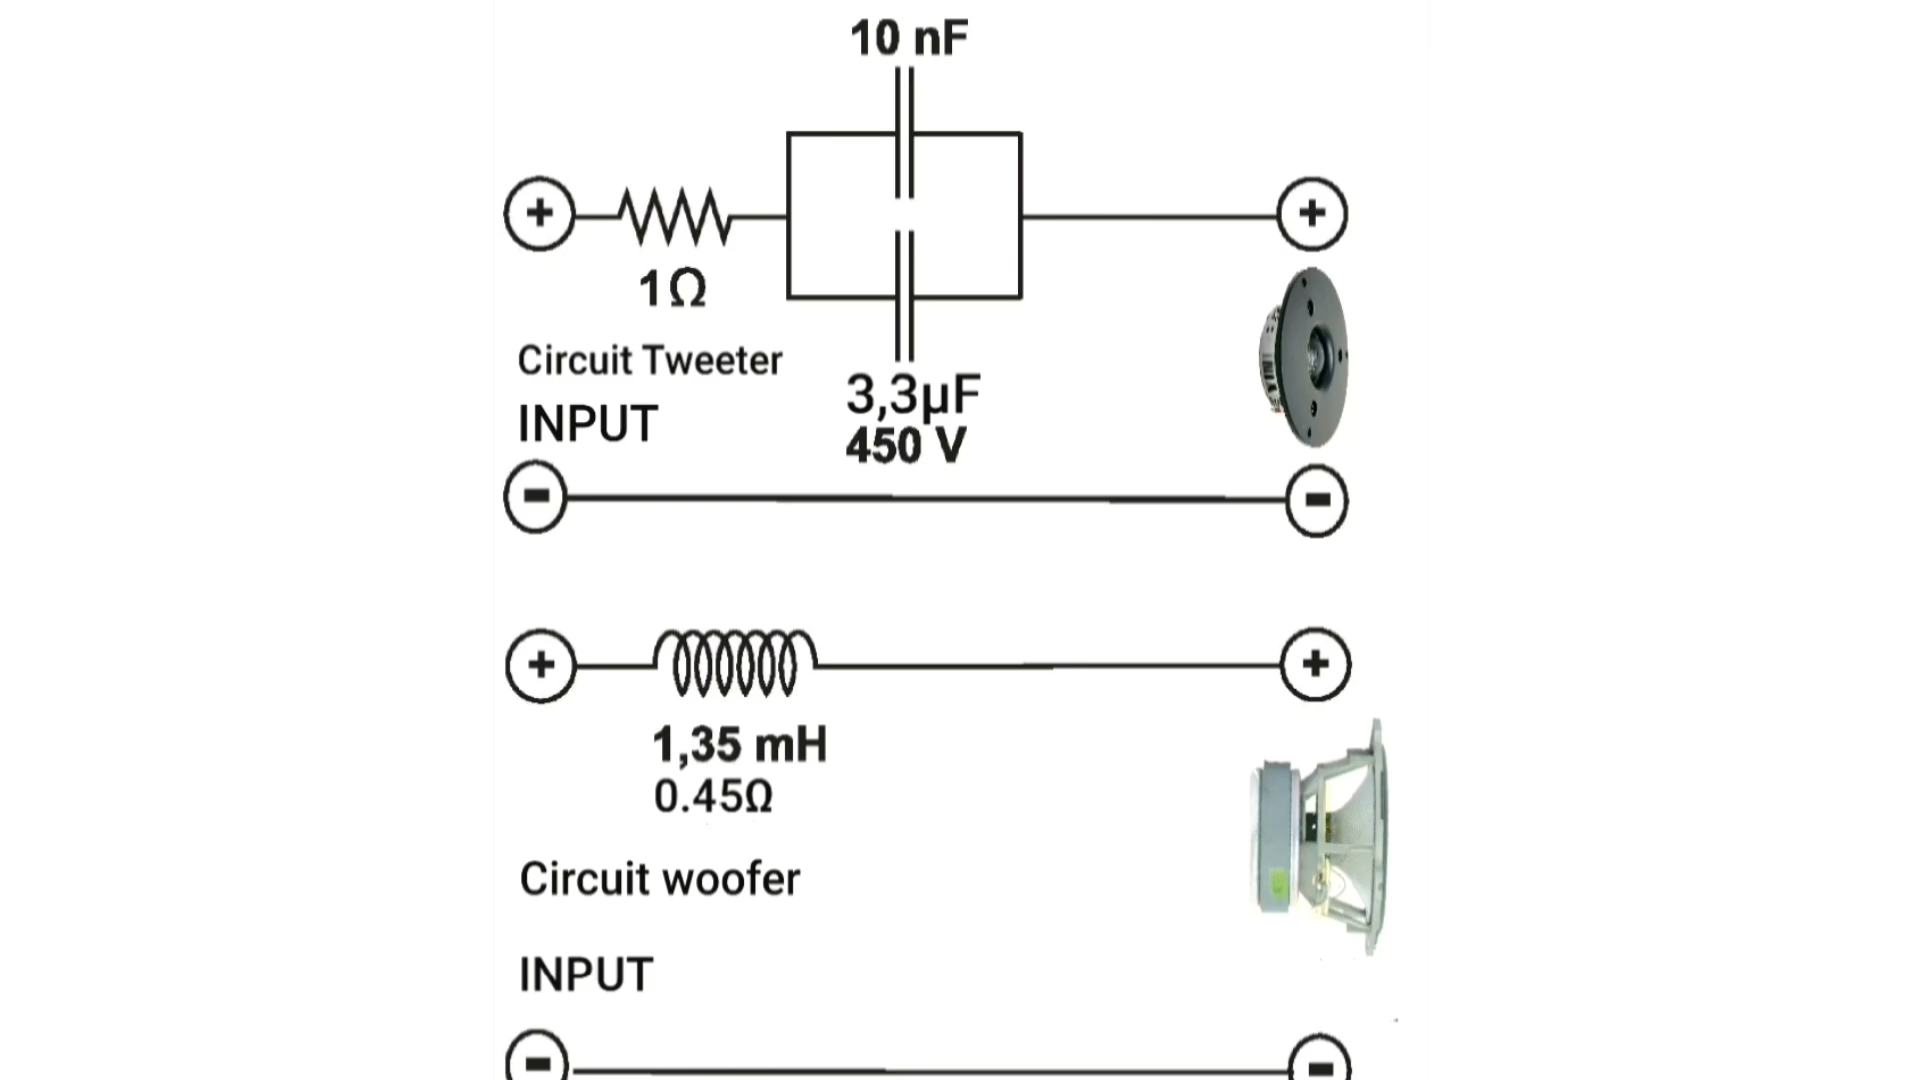 10 nF
+
+
1Ω
Circuit Tweeter
3,3µF
INPUT
450 V
-
-
+
+
1,35 mH
0.45Ω
Circuit woofer
INPUT
-
-